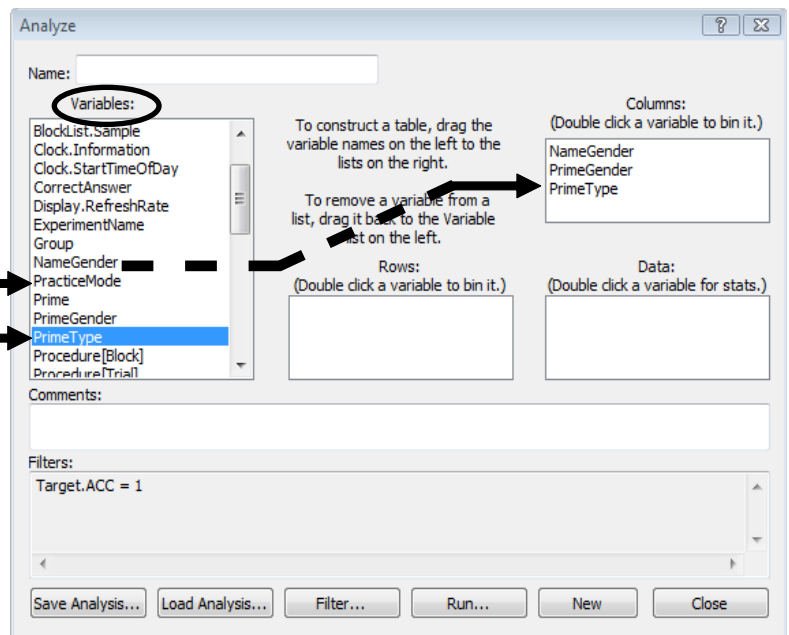 Analyze
Name:
Variables:
BlockList.Sample
Clock.Information
Clock.StartTimeOfDay
CorrectAnswer
Display.RefreshRate
ExperimentName
Group
NameGender
PracticeMode
Prime
PrimeGender
PrimeType
Procedure[Block]
Procedure[Trial]
To construct a table, drag the
variable names on the left to the
lists on the right.
To remove a variable from a
list, drag it back to the Variable
list on the left.
Columns:
(Double click a variable to bin it.)
NameGender
PrimeGender
PrimeType
Rows:
(Double click a variable to bin it.)
Data:
(Double click a variable for stats.)
Comments:
Filters:
Target.ACC = 1
Save Analysis...
Load Analysis...
Filter...
Run...
New
Close